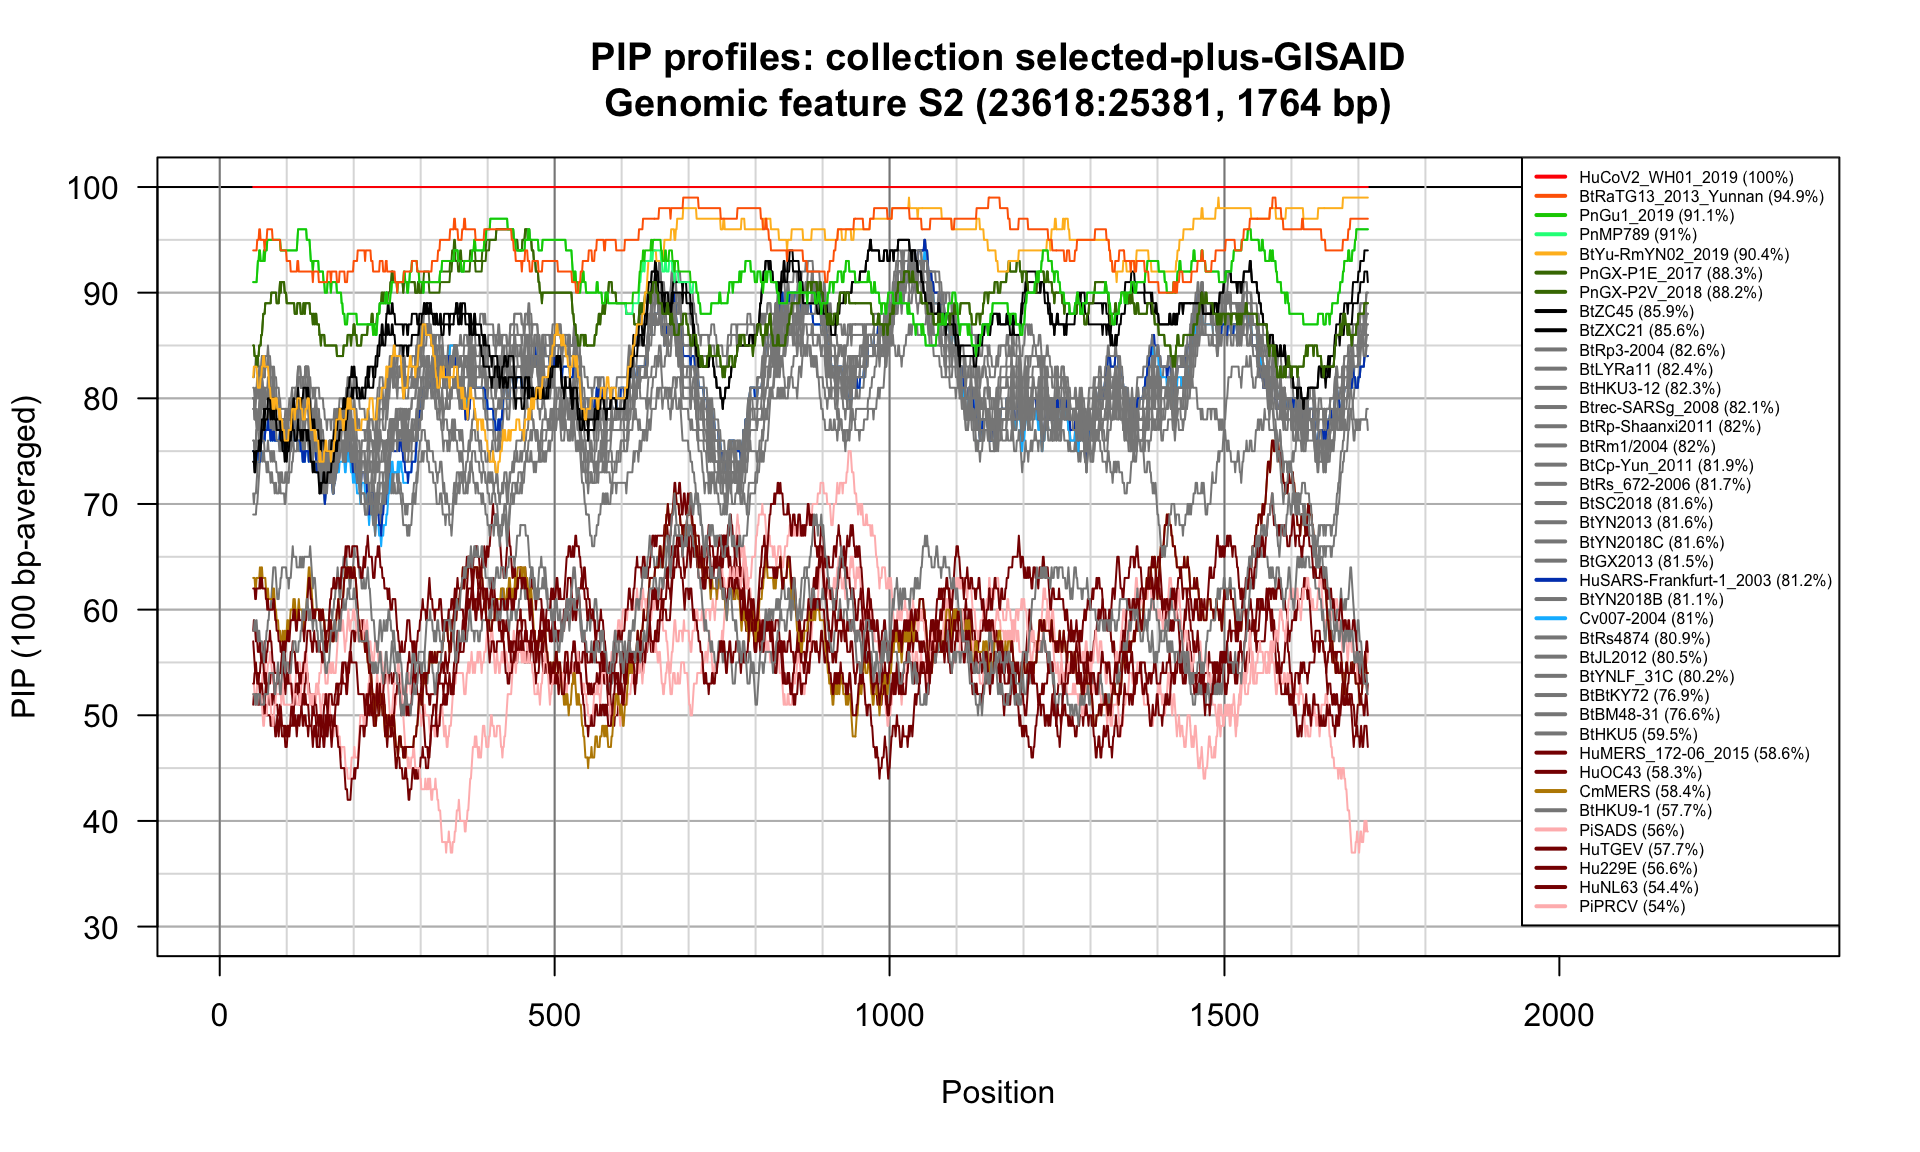 PIP profiles: collection selected-plus-GISAID
Genomic feature S2 (23618:25381, 1764 bp)
PIP (100 bp-averaged)
100
90
80
70
60
50
40
30
0
500
1000
1500
2000
Position
HuCoV2_WH01_2019 (100%)
BtRaTG13_2013_Yunnan (94.9%)
PnGu1_2019 (91.1%)
PnMP789 (91%)
BtYu-RmYN02_2019 (90.4%)
PnGX-P1E_2017 (88.3%)
PnGX-P2V_2018 (88.2%)
BtZC45 (85.9%)
BtZXC21 (85.6%)
BtRp3-2004 (82.6%)
BtLYRa11 (82.4%)
BtHKU3-12 (82.3%)
Btrec-SARSg_2008 (82.1%)
BtRp-Shaanxi2011 (82%)
BtRm1/2004 (82%)
BtCp-Yun_2011 (81.9%)
BtRs_672-2006 (81.7%)
BtSC2018 (81.6%)
BtYN2013 (81.6%)
BtYN2018C (81.6%)
BtGX2013 (81.5%)
HuSARS-Frankfurt-1_2003 (81.2%)
BtYN2018B (81.1%)
Cv007-2004 (81%)
BtRs4874 (80.9%)
BtJL2012 (80.5%)
BtYNLF_31C (80.2%)
BtBtKY72 (76.9%)
BtBM48-31 (76.6%)
BtHKU5 (59.5%)
HuMERS_172-06_2015 (58.6%)
HuOC43 (58.3%)
CmMERS (58.4%)
BtHKU9-1 (57.7%)
PiSADS (56%)
HuTGEV (57.7%)
Hu229E (56.6%)
HuNL63 (54.4%)
PiPRCV (54%)